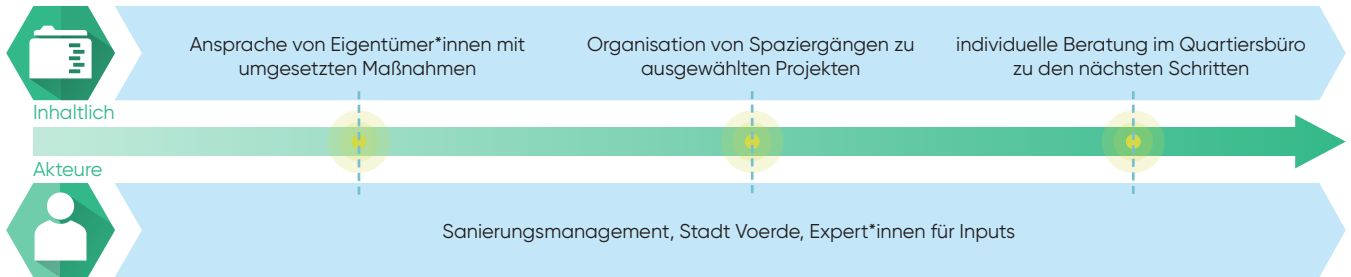 Ansprache von Eigentümer*innen mit
umgesetzten Maßnahmen
Organisation von Spaziergängen zu
ausgewählten Projekten
individuelle Beratung im Quartiersbüro
zu den nächsten Schritten
Inhaltlich
Akteure
Sanierungsmanagement, Stadt Voerde, Expert*innen für Inputs